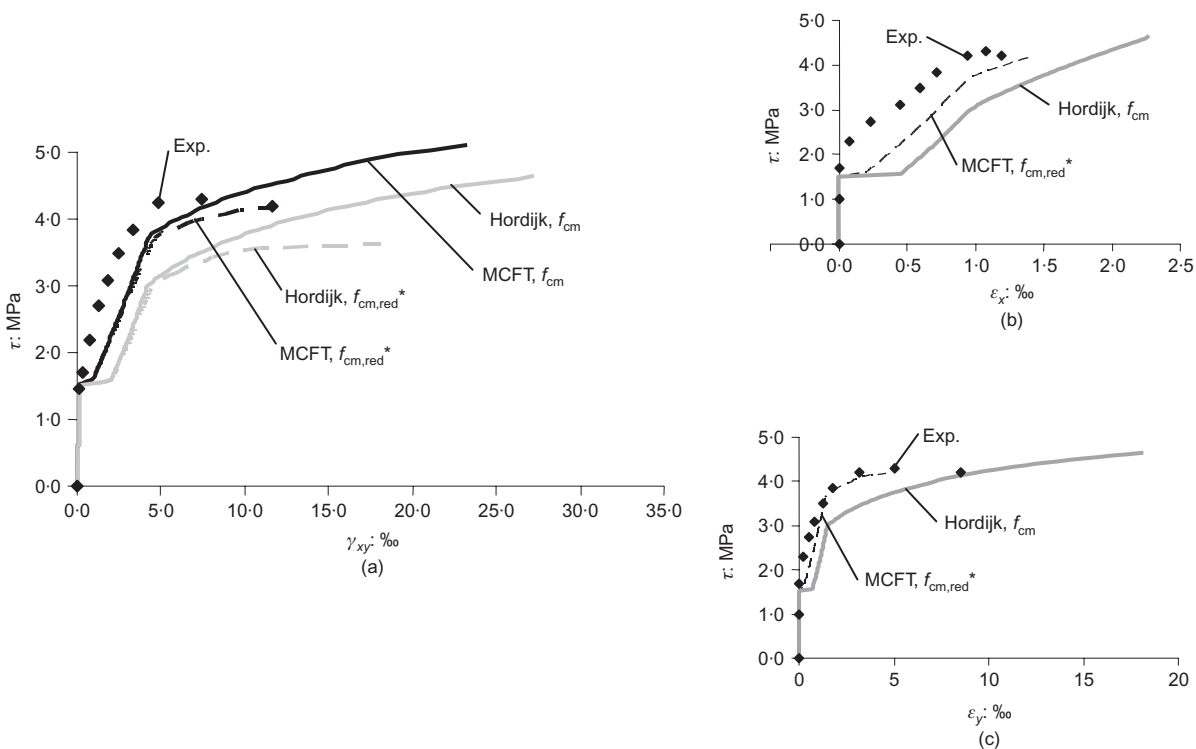 5·0
4·0
3·0
2·0
1·0
0·0
τ: MPa
Exp.
Hordijk, fcm
MCFT, fcm
Hordijk, fcm,red*
MCFT, fcm,red*
0·0 5·0 10·0 15·0 20·0 25·0 30·0 35·0
γxy: ‰
(a)
5·0
4·0
3·0
2·0
1·0
0·0
τ: MPa
Exp.
Hordijk, fcm
MCFT, fcm,red*
0·0 0·5 1·0 1·5 2·0 2·5
εx: ‰
(b)
5·0
4·0
3·0
2·0
1·0
0·0
τ: MPa
Exp.
Hordijk, fcm
MCFT, fcm,red*
0 5 10 15 20
εy: ‰
(c)